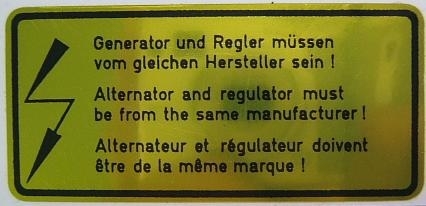 Generator und Regler müssen
vom gleichen Hersteller sein !
Alternator and regulator must
be from the same manufacturer !
Alternateur et régulateur doivent
être de la même marque !